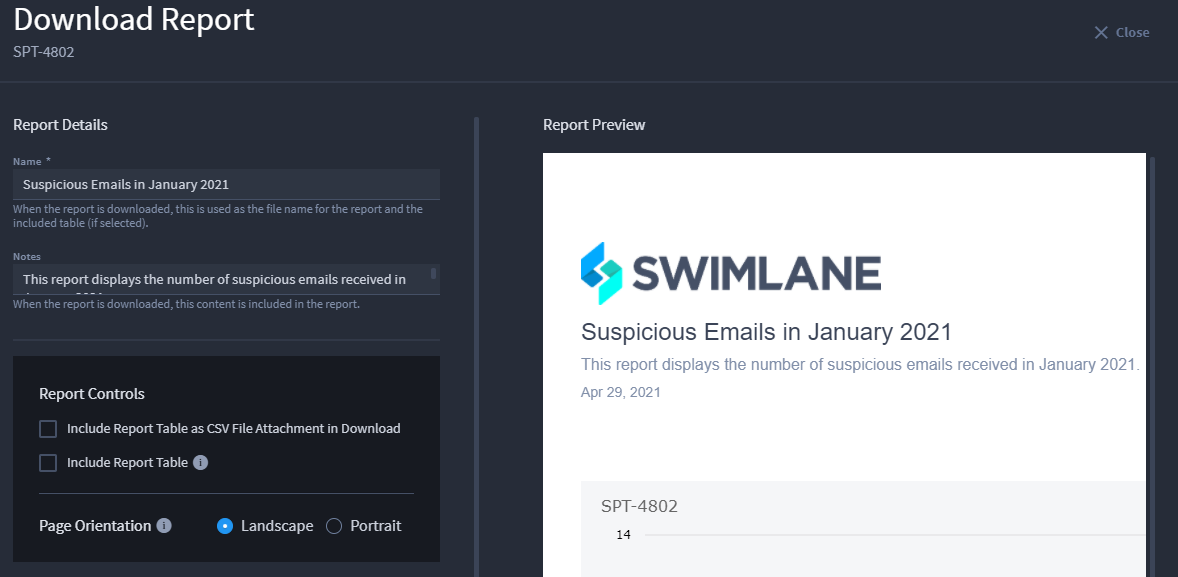 Download Report
SPT-4802
Close
Report Details
Name *
Suspicious Emails in January 2021
When the report is downloaded, this is used as the file name for the report and the
included table (if selected).
Notes
This report displays the number of suspicious emails received in
When the report is downloaded, this content is included in the report.
Report Controls
Include Report Table as CSV File Attachment in Download
Include Report Table
Page Orientation
Landscape
Portrait
Report Preview
SWIMLANE
Suspicious Emails in January 2021
This report displays the number of suspicious emails received in January 2021.
Apr 29, 2021
SPT-4802
14